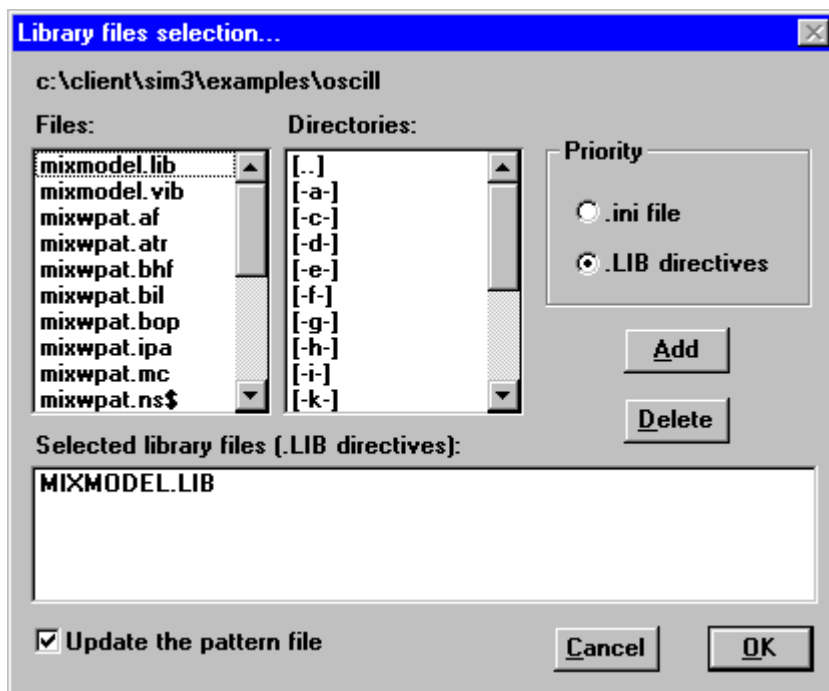 Library files selection...
c:\client\sim3\examples\oscill
Files:
mixmodel.lib
mixmodel.vib
mixwpat.af
mixwpat.atr
mixwpat.bhf
mixwpat.bil
mixwpat.bop
mixwpat.ipa
mixwpat.mc
mixwpat.ns$
Directories:
[..]
[-a-]
[-c-]
[-d-]
[-e-]
[-f-]
[-g-]
[-h-]
[-i-]
[-k-]
Priority
.ini file
.LIB directives
Add
Delete
Selected library files (.LIB directives):
MIXMODEL.LIB
Update the pattern file
Cancel
OK